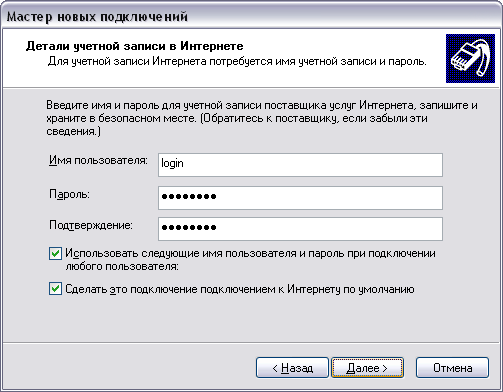 Мастер новых подключений
Детали учетной записи в Интернете
Для учетной записи Интернета потребуется имя учетной записи и пароль.
Введите имя и пароль для учетной записи поставщика услуг Интернета, запишите и
храните в безопасном месте. (Обратитесь к поставщику, если забыли эти
сведения.)
Имя пользователя: login
Пароль: ●●●●●●●●
Подтверждение: ●●●●●●●●
Использовать следующие имя пользователя и пароль при подключении
любого пользователя:
Сделать это подключение подключением к Интернету по умолчанию
< Назад
Далее >
Отмена